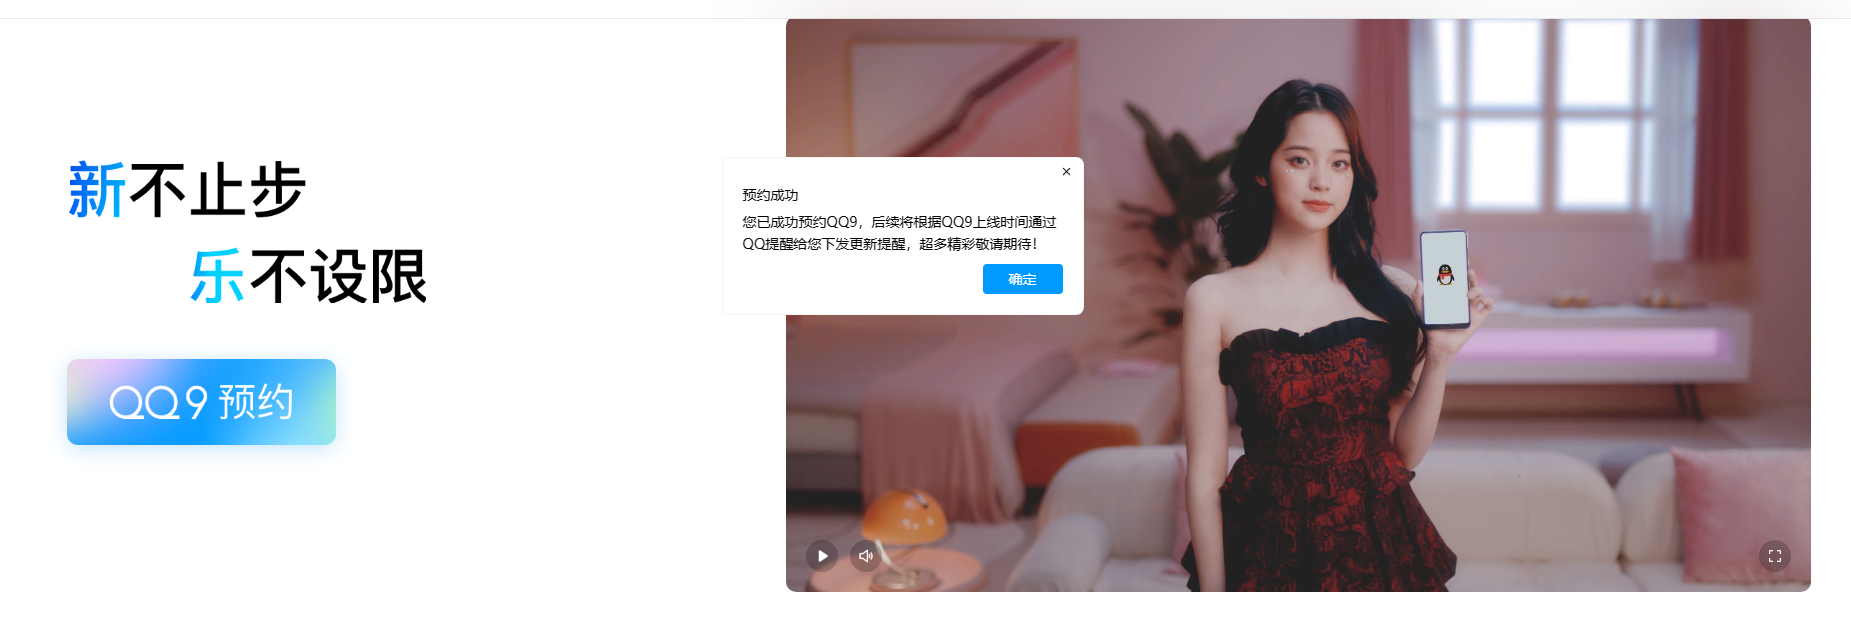 新不止步
乐不设限
QQ9 预约
预约成功
您已成功预约QQ9，后续将根据QQ9上线时间通过
QQ提醒给您下发更新提醒，超多精彩敬请期待！
确定